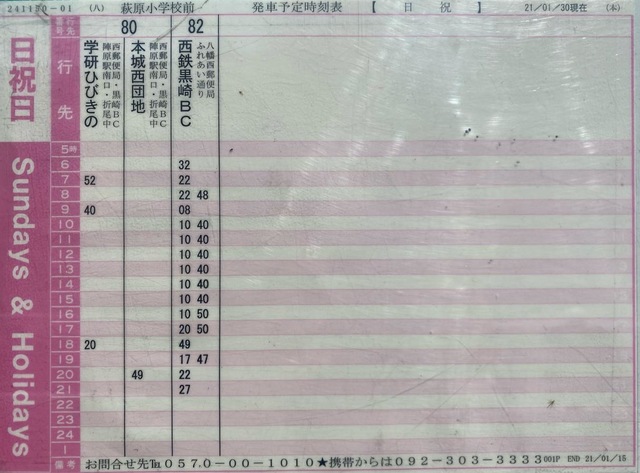 2411FO-01 (八) 萩原小学校前 発車予定時刻表 【 日 祝 】 21/01/30現在 (木)
日祝日 Sundays & Holidays
行先番号 80 82
行先
学研ひびきの 西郵便局・黒崎BC 陣原駅南口・折尾中
本城西団地 西郵便局・黒崎BC 陣原駅南口・折尾中
西鉄黒崎BC 八幡西郵便局 ふれあい通り
5時
6 32
7 52 22
8 22 48
9 40 08
10 10 40
11 10 40
12 10 40
13 10 40
14 10 40
15 10 40
16 10 50
17 20 50
18 20 49
19 17 47
20 49 22
21 27
22
23
24
1
備考 お問合せ先℡0570-00-1010★携帯からは092-303-3333 001P END 21/01/15